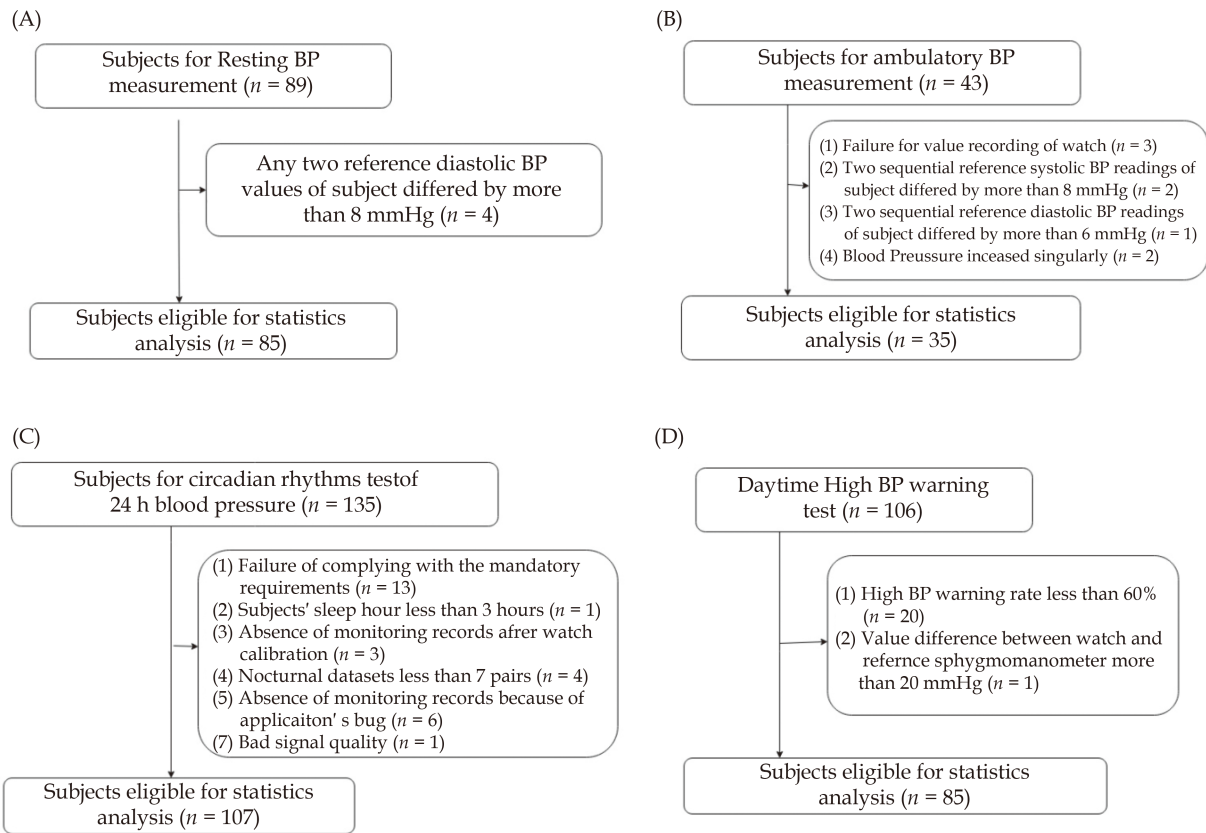 (A)
Subjects for Resting BP
measurement (n = 89)
Any two reference diastolic BP
values of subject differed by more
than 8 mmHg (n = 4)
Subjects eligible for statistics
analysis (n = 85)
(B)
Subjects for ambulatory BP
measurement (n = 43)
(1) Failure for value recording of watch (n = 3)
(2) Two sequential reference systolic BP readings of
subject differed by more than 8 mmHg (n = 2)
(3) Two sequential reference diastolic BP readings
of subject differed by more than 6 mmHg (n = 1)
(4) Blood Preussure inceased singularly (n = 2)
Subjects eligible for statistics
analysis (n = 35)
(C)
Subjects for circadian rhythms testof
24 h blood pressure (n = 135)
(1) Failure of complying with the mandatory
requirements (n = 13)
(2) Subjects' sleep hour less than 3 hours (n = 1)
(3) Absence of monitoring records afrer watch
calibration (n = 3)
(4) Nocturnal datasets less than 7 pairs (n = 4)
(5) Absence of monitoring records because of
applicaiton' s bug (n = 6)
(7) Bad signal quality (n = 1)
Subjects eligible for statistics
analysis (n = 107)
(D)
Daytime High BP warning
test (n = 106)
(1) High BP warning rate less than 60%
(n = 20)
(2) Value difference between watch and
refernce sphygmomanometer more
than 20 mmHg (n = 1)
Subjects eligible for statistics
analysis (n = 85)